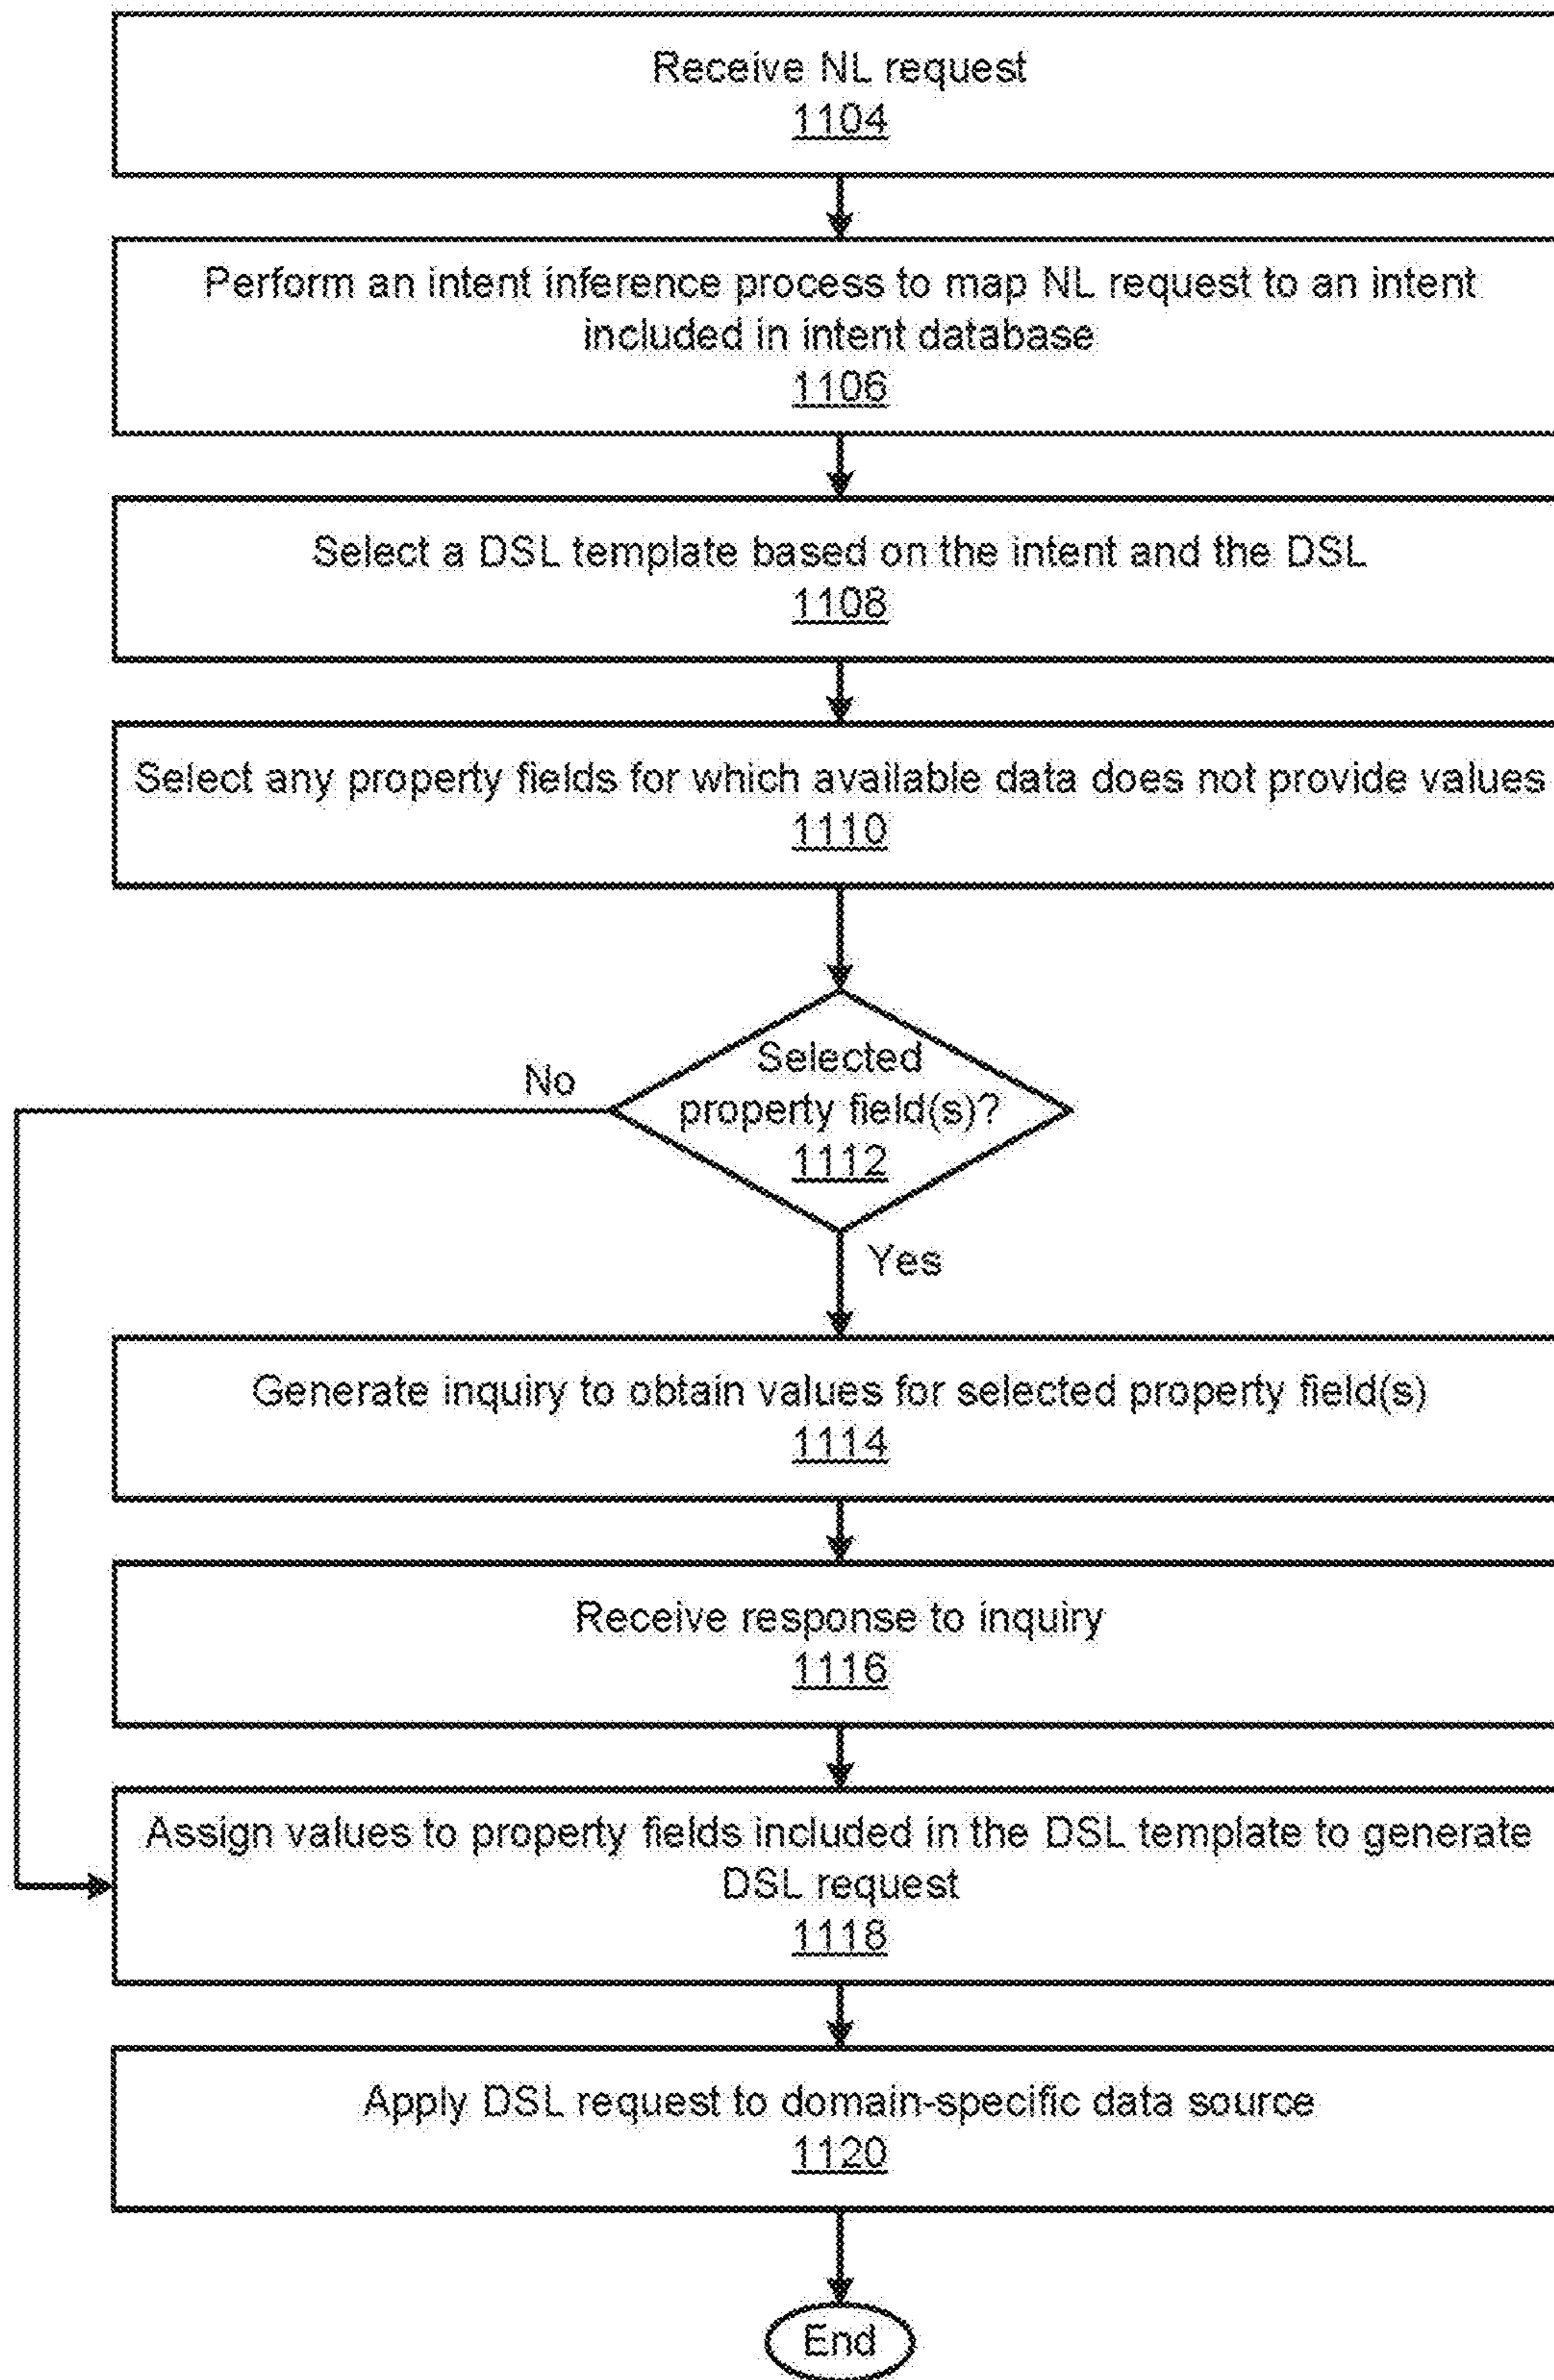 Receive NL request
1104
Perform an intent inference process to map NL request to an intent
included in intent database
1106
Select a DSL template based on the intent and the DSL
1108
Select any property fields for which available data does not provide values
1110
Selected
property field(s)?
1112
No
Yes
Generate inquiry to obtain values for selected property field(s)
1114
Receive response to inquiry
1116
Assign values to property fields included in the DSL template to generate
DSL request
1118
Apply DSL request to domain-specific data source
1120
End